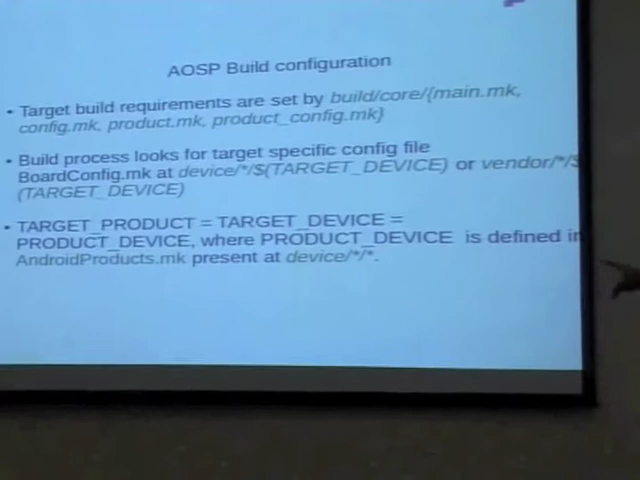 AOSP Build configuration
• Target build requirements are set by build/core/{main.mk,
config.mk, product.mk, product_config.mk}
• Build process looks for target specific config file
BoardConfig.mk at device/*/$(TARGET_DEVICE) or vendor/*/$
(TARGET_DEVICE)
• TARGET_PRODUCT = TARGET_DEVICE =
PRODUCT_DEVICE, where PRODUCT_DEVICE is defined in
AndroidProducts.mk present at device/*/*.